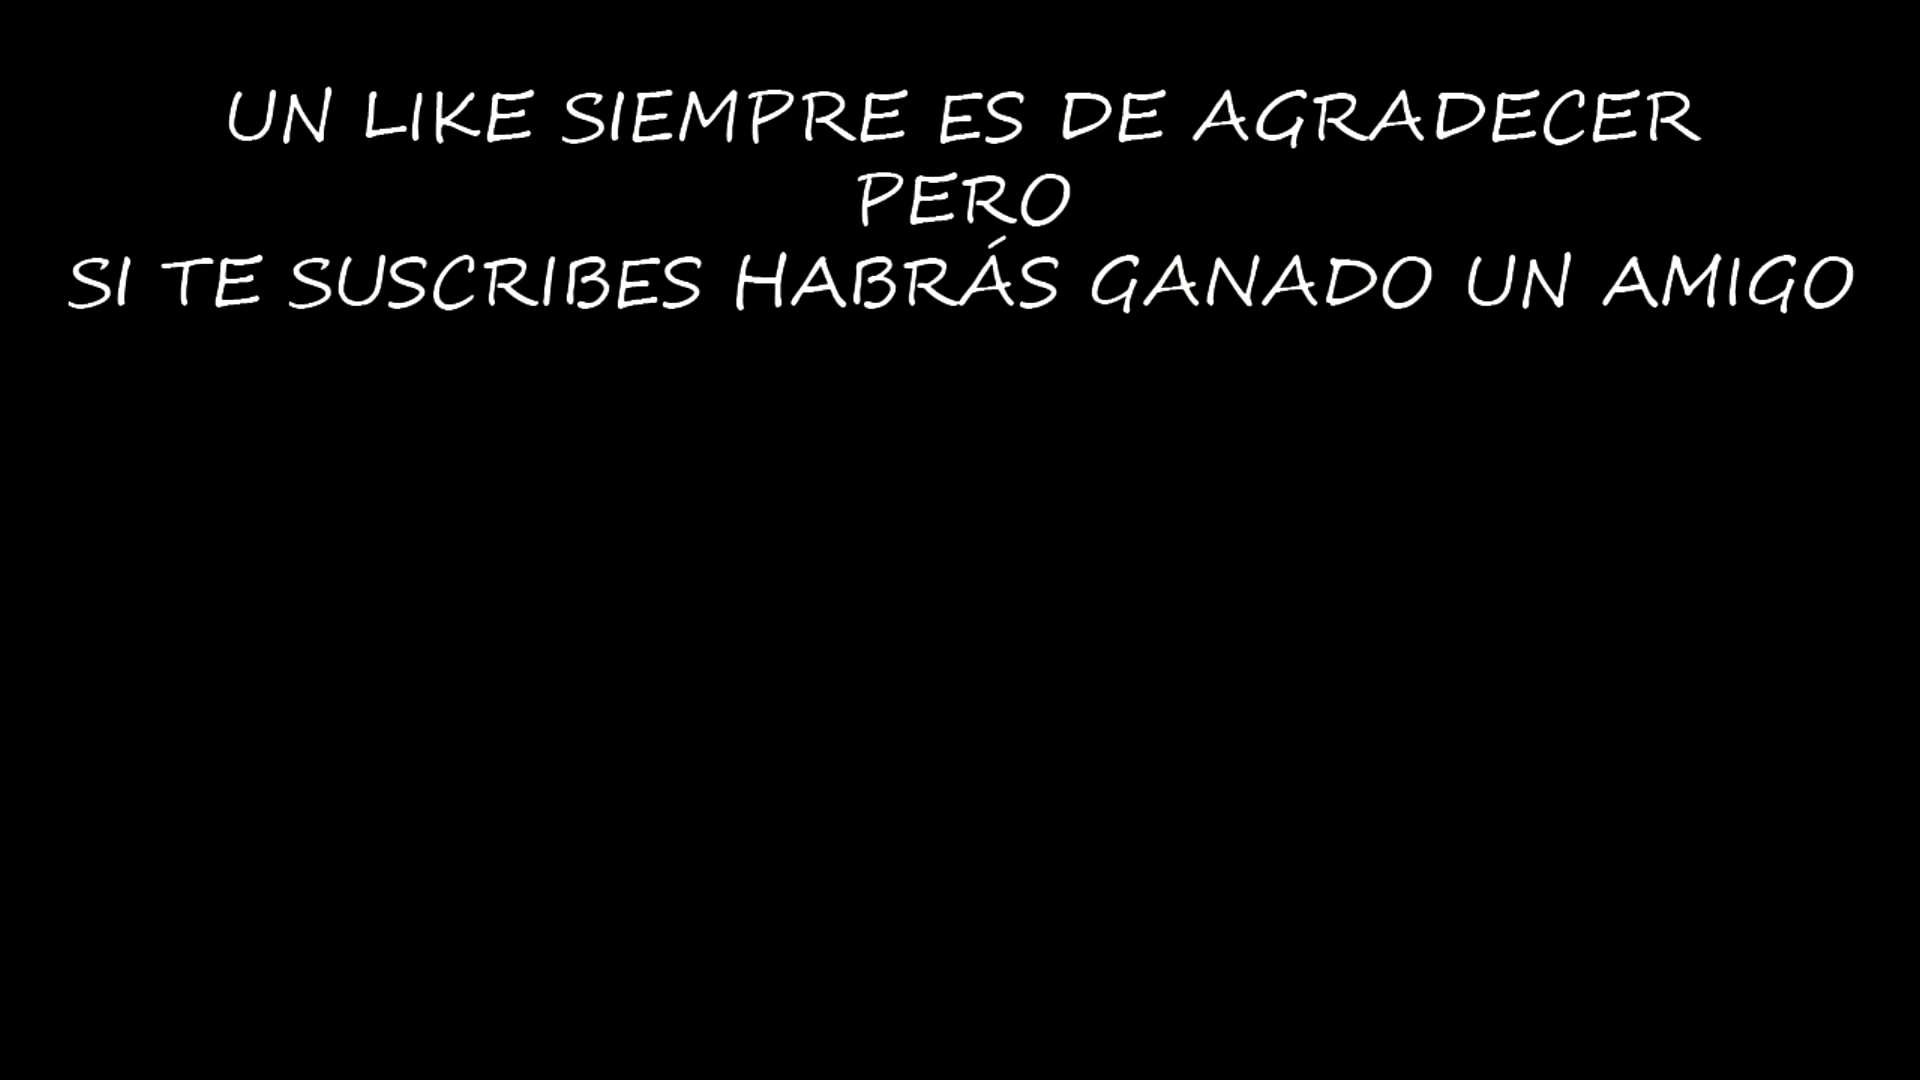 UN LIKE SIEMPRE ES DE AGRADECER
PERO
SI TE SUSCRIBES HABRÁS GANADO UN AMIGO